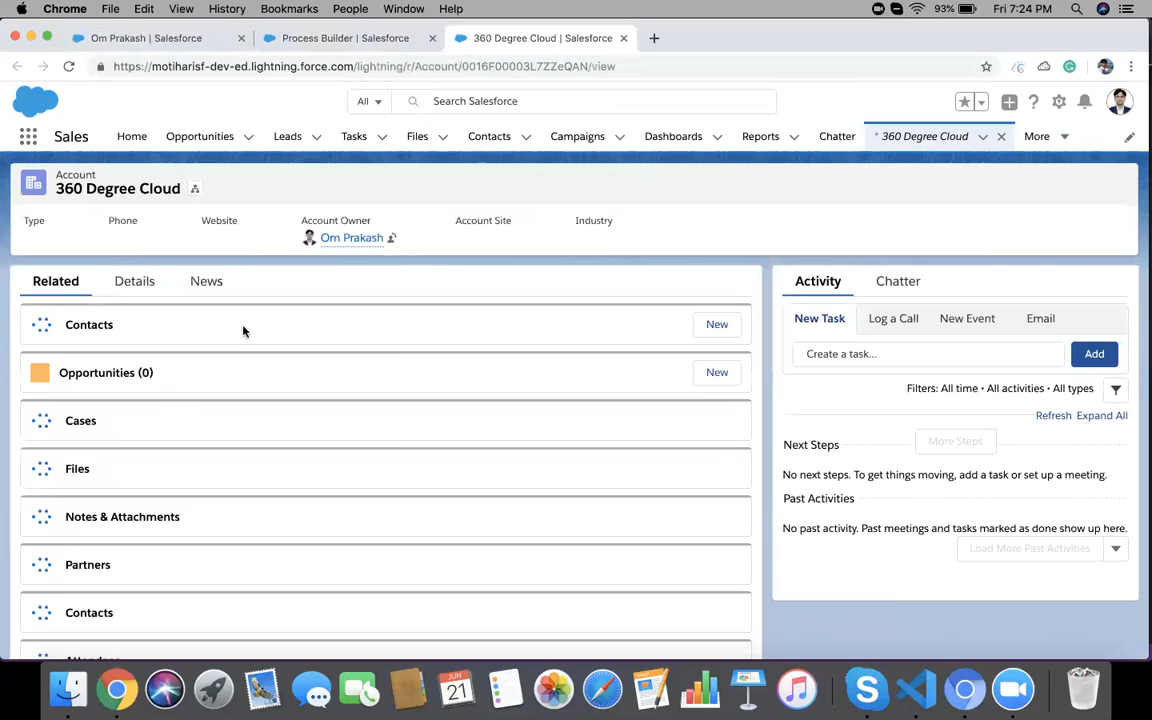 Chrome File Edit View History Bookmarks People Window Help 93% Fri 7:24 PM
Om Prakash | Salesforce Process Builder | Salesforce 360 Degree Cloud | Salesforce
https://motiharisf-dev-ed.lightning.force.com/lightning/r/Account/0016F00003L7ZZeQAN/view
All Search Salesforce
Sales Home Opportunities Leads Tasks Files Contacts Campaigns Dashboards Reports Chatter * 360 Degree Cloud More
Account
360 Degree Cloud
Type Phone Website Account Owner Account Site Industry
Om Prakash
Related Details News
Contacts New
Opportunities (0) New
Cases
Files
Notes & Attachments
Partners
Contacts
Activity Chatter
New Task Log a Call New Event Email
Create a task... Add
Filters: All time • All activities • All types
Refresh Expand All
Next Steps More Steps
No next steps. To get things moving, add a task or set up a meeting.
Past Activities
No past activity. Past meetings and tasks marked as done show up here.
Load More Past Activities
JUN
21